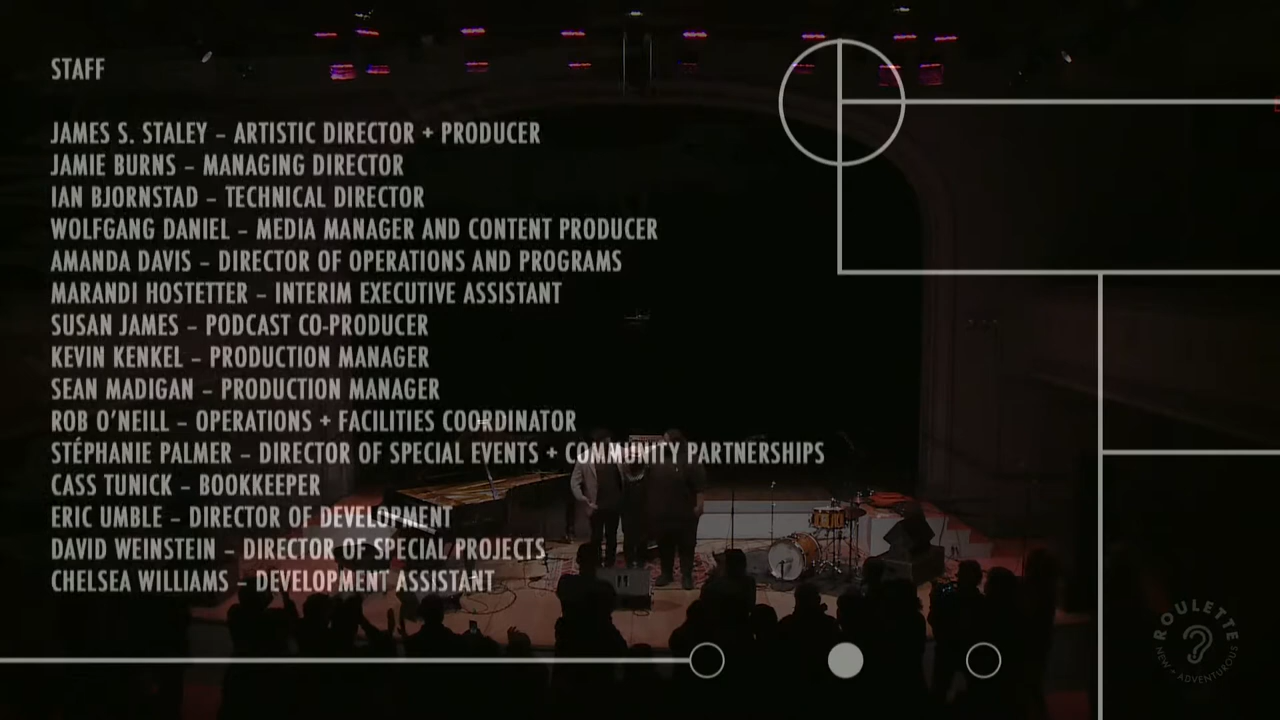 STAFF
JAMES S. STALEY – ARTISTIC DIRECTOR + PRODUCER
JAMIE BURNS – MANAGING DIRECTOR
IAN BJORNSTAD – TECHNICAL DIRECTOR
WOLFGANG DANIEL – MEDIA MANAGER AND CONTENT PRODUCER
AMANDA DAVIS – DIRECTOR OF OPERATIONS AND PROGRAMS
MARANDI HOSTETTER – INTERIM EXECUTIVE ASSISTANT
SUSAN JAMES – PODCAST CO-PRODUCER
KEVIN KENKEL – PRODUCTION MANAGER
SEAN MADIGAN – PRODUCTION MANAGER
ROB O'NEILL – OPERATIONS + FACILITIES COORDINATOR
STÉPHANIE PALMER – DIRECTOR OF SPECIAL EVENTS + COMMUNITY PARTNERSHIPS
CASS TUNICK – BOOKKEEPER
ERIC UMBLE – DIRECTOR OF DEVELOPMENT
DAVID WEINSTEIN – DIRECTOR OF SPECIAL PROJECTS
CHELSEA WILLIAMS – DEVELOPMENT ASSISTANT
ROULETTE
NEW + ADVENTUROUS